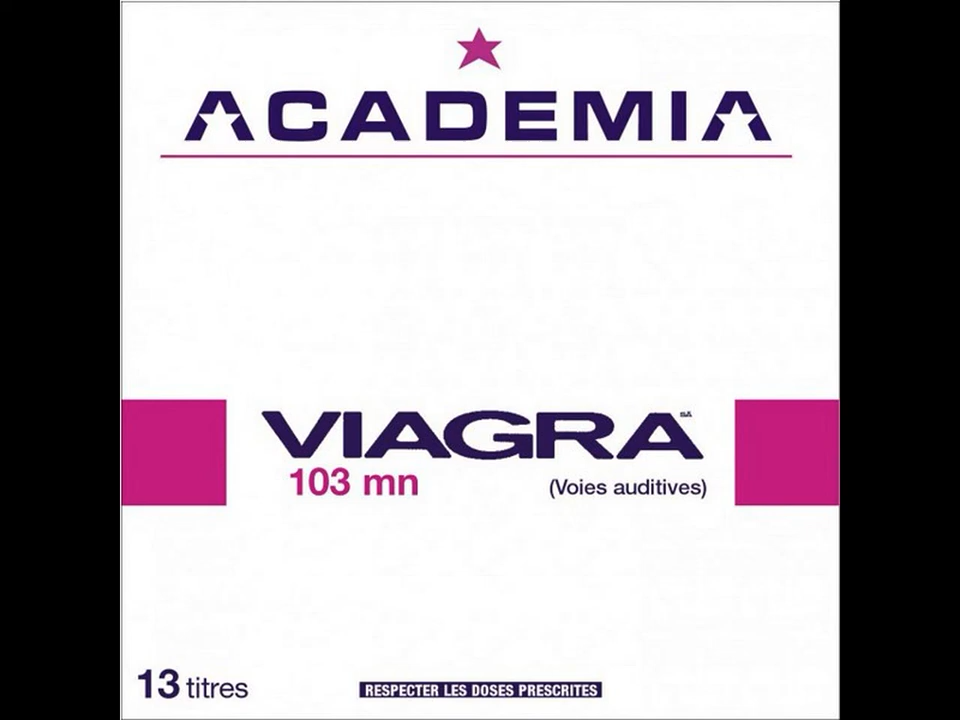 ACADEMIA
VIAGRA
103 mn (Voies auditives)
13 titres
RESPECTER LES DOSES PRESCRITES